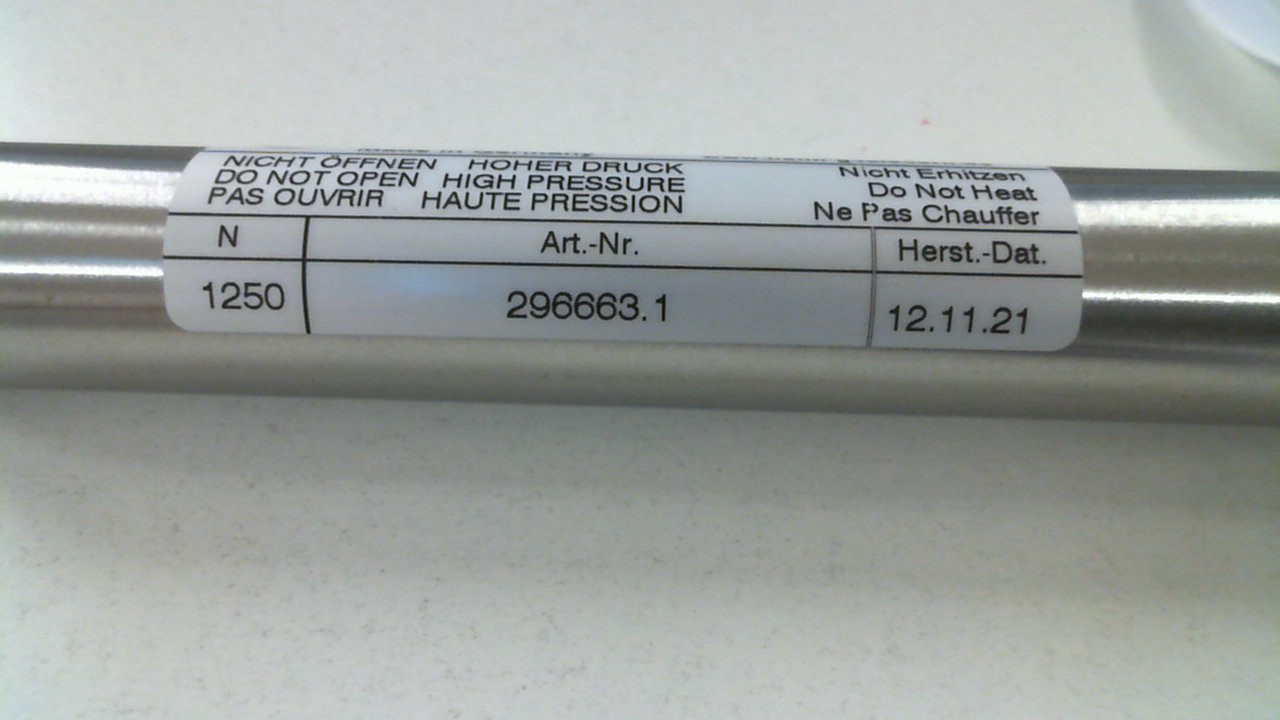 NICHT ÖFFNEN HOHER DRUCK Nicht Erhitzen
DO NOT OPEN HIGH PRESSURE Do Not Heat
PAS OUVRIR HAUTE PRESSION Ne Pas Chauffer
N Art.-Nr. Herst.-Dat.
1250 296663.1 12.11.21